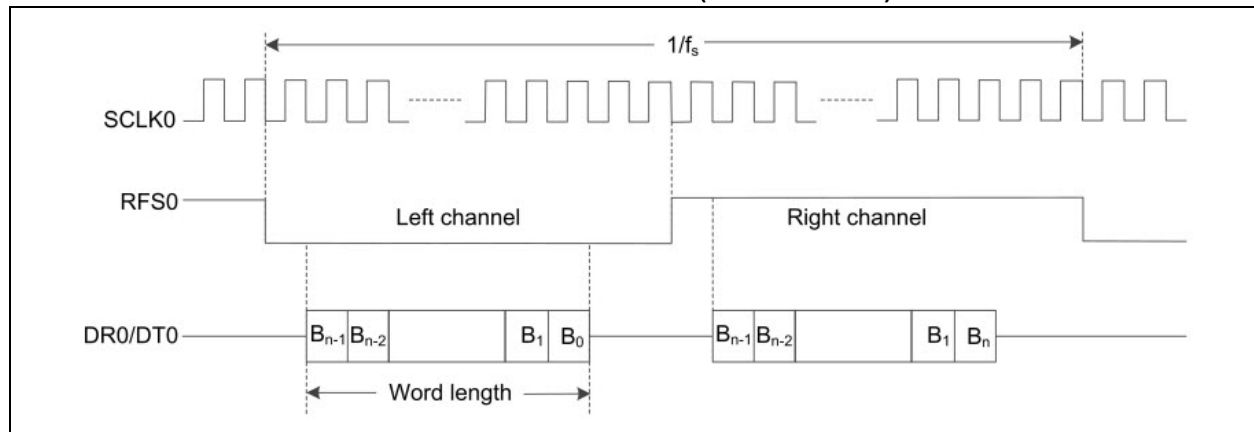 1/fs
SCLK0
RFS0
Left channel
Right channel
DR0/DT0
Bn-1 Bn-2 B1 B0 Bn-1 Bn-2 B1 Bn
Word length